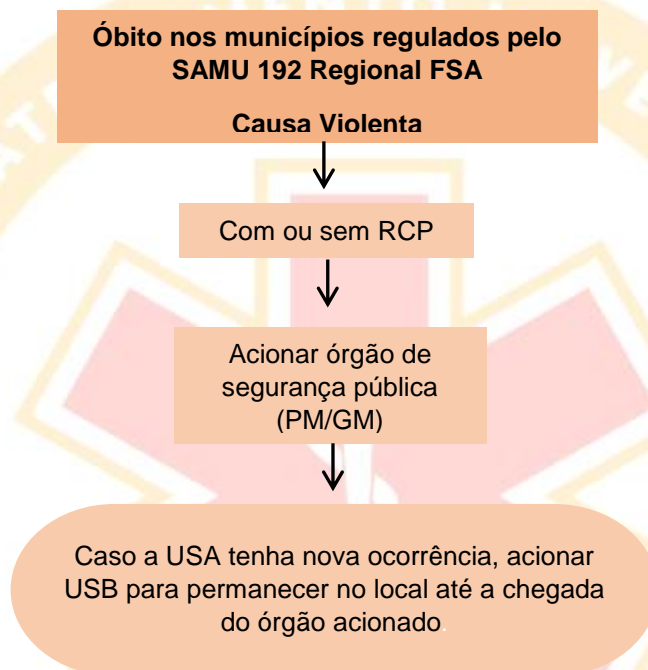 Óbito nos municípios regulados pelo
SAMU 192 Regional FSA
Causa Violenta
Com ou sem RCP
Acionar órgão de
segurança pública
(PM/GM)
Caso a USA tenha nova ocorrência, acionar
USB para permanecer no local até a chegada
do órgão acionado.